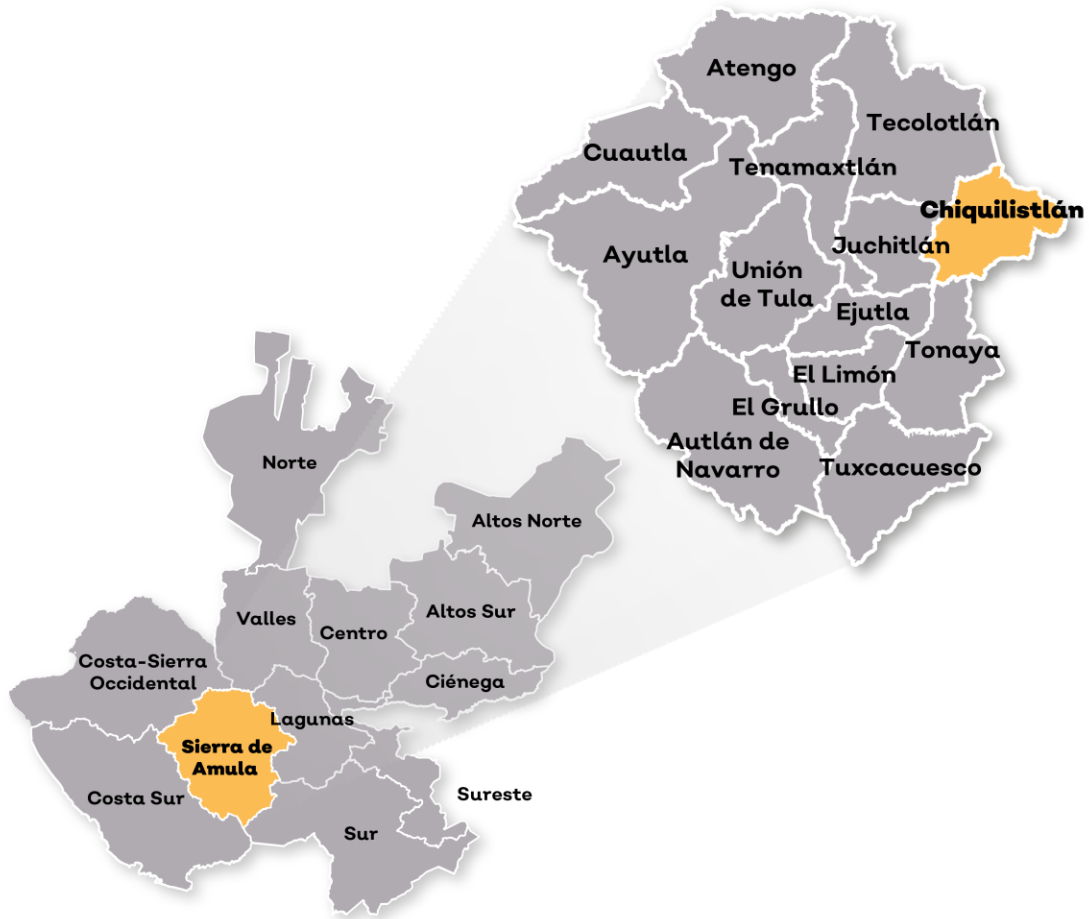 Atengo
Tecolotlán
Cuautla
Tenamaxtlán
Chiquilistlán
Juchitlán
Ayutla
Unión
de Tula
Ejutla
Tonaya
El Limón
El Grullo
Autlán de
Navarro
Tuxcacuesco
Norte
Altos Norte
Valles
Centro
Altos Sur
Costa-Sierra
Occidental
Ciénega
Lagunas
Sierra de
Amula
Costa Sur
Sureste
Sur